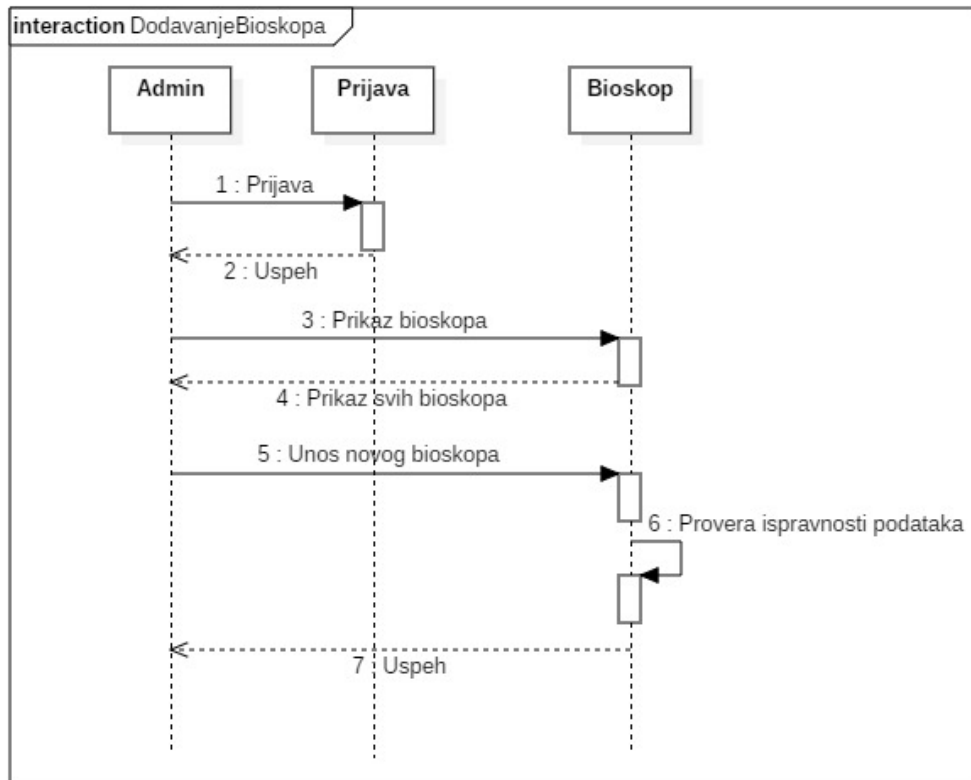 interaction DodavanjeBioskopa
Admin
Prijava
Bioskop
1 : Prijava
2 : Uspeh
3 : Prikaz bioskopa
4 : Prikaz svih bioskopa
5 : Unos novog bioskopa
6 : Provera ispravnosti podataka
7 : Uspeh